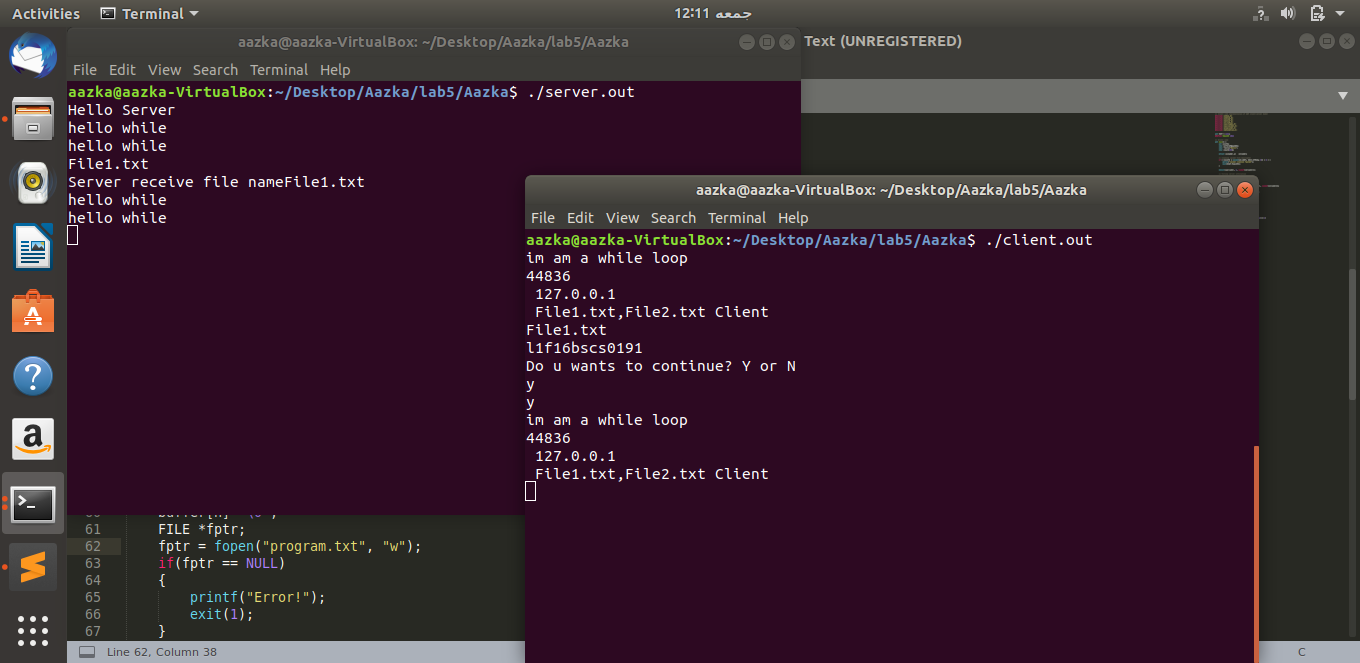 Activities
Terminal
12:11 جمعه
aazka@aazka-VirtualBox: ~/Desktop/Aazka/lab5/Aazka
File Edit View Search Terminal Help
aazka@aazka-VirtualBox:~/Desktop/Aazka/lab5/Aazka$ ./server.out
Hello Server
hello while
hello while
File1.txt
Server receive file nameFile1.txt
hello while
hello while
Text (UNREGISTERED)
aazka@aazka-VirtualBox: ~/Desktop/Aazka/lab5/Aazka
File Edit View Search Terminal Help
aazka@aazka-VirtualBox:~/Desktop/Aazka/lab5/Aazka$ ./client.out
im am a while loop
44836
127.0.0.1
File1.txt,File2.txt Client
File1.txt
l1f16bscs0191
Do u wants to continue? Y or N
y
y
im am a while loop
44836
127.0.0.1
File1.txt,File2.txt Client
61 FILE *fptr;
62 fptr = fopen("program.txt", "w");
63 if(fptr == NULL)
64 {
65 printf("Error!");
66 exit(1);
67 }
Line 62, Column 38
C